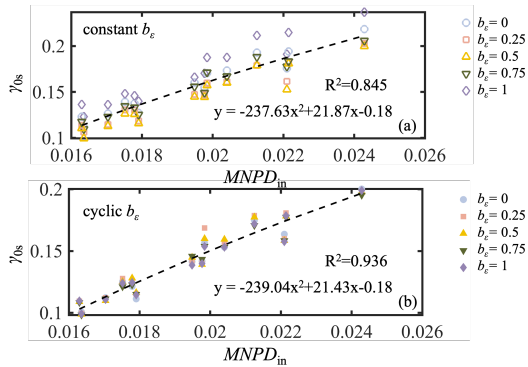 constant bε
0.2
0.15
0.1
γ0s
R²=0.845
y = -237.63x²+21.87x-0.18
(a)
0.016 0.018 0.02 0.022 0.024 0.026
MNPDin
bε = 0
bε = 0.25
bε = 0.5
bε = 0.75
bε = 1
cyclic bε
0.2
0.15
0.1
γ0s
R²=0.936
y = -239.04x²+21.43x-0.18
(b)
0.016 0.018 0.02 0.022 0.024 0.026
MNPDin
bε = 0
bε = 0.25
bε = 0.5
bε = 0.75
bε = 1